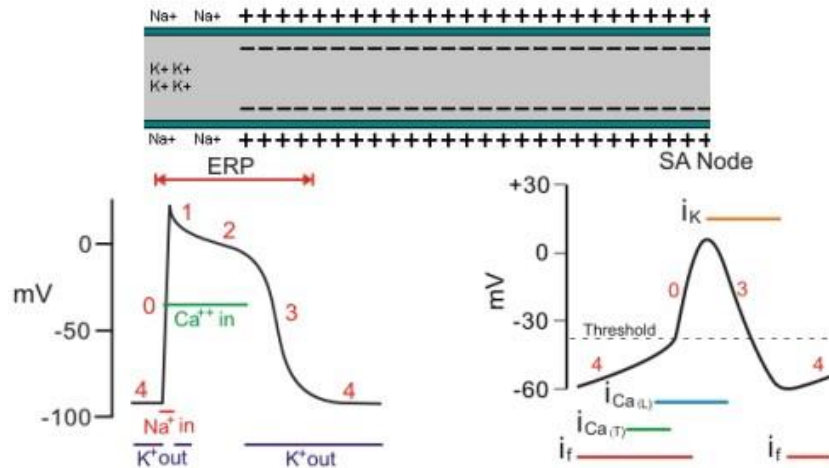 Na+ Na+ +++++++++++++++++++++++++
−−−−−−−−−−−−−−−−−−−−−−−−−
K+ K+
K+ K+
−−−−−−−−−−−−−−−−−−−−−−−−−
Na+ Na+ +++++++++++++++++++++++++
ERP
1
2
0
mV
0
Ca++ in
-50
3
4
4
-100
Na+ in
K+out
K+out
SA Node
+30
iK
0
mV
0
3
-30
Threshold
4
4
-60
iCa(L)
iCa(T)
if
if